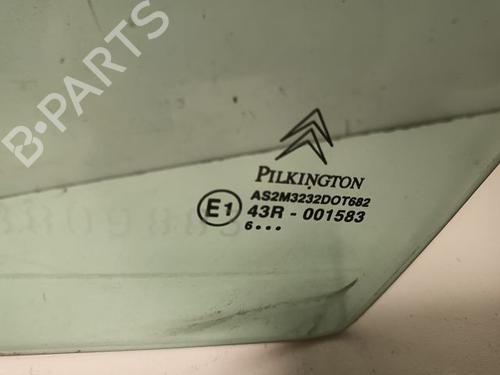 B-PARTS
PILKINGTON
AS2M3232DOT682
E1 43R - 001583
6•••